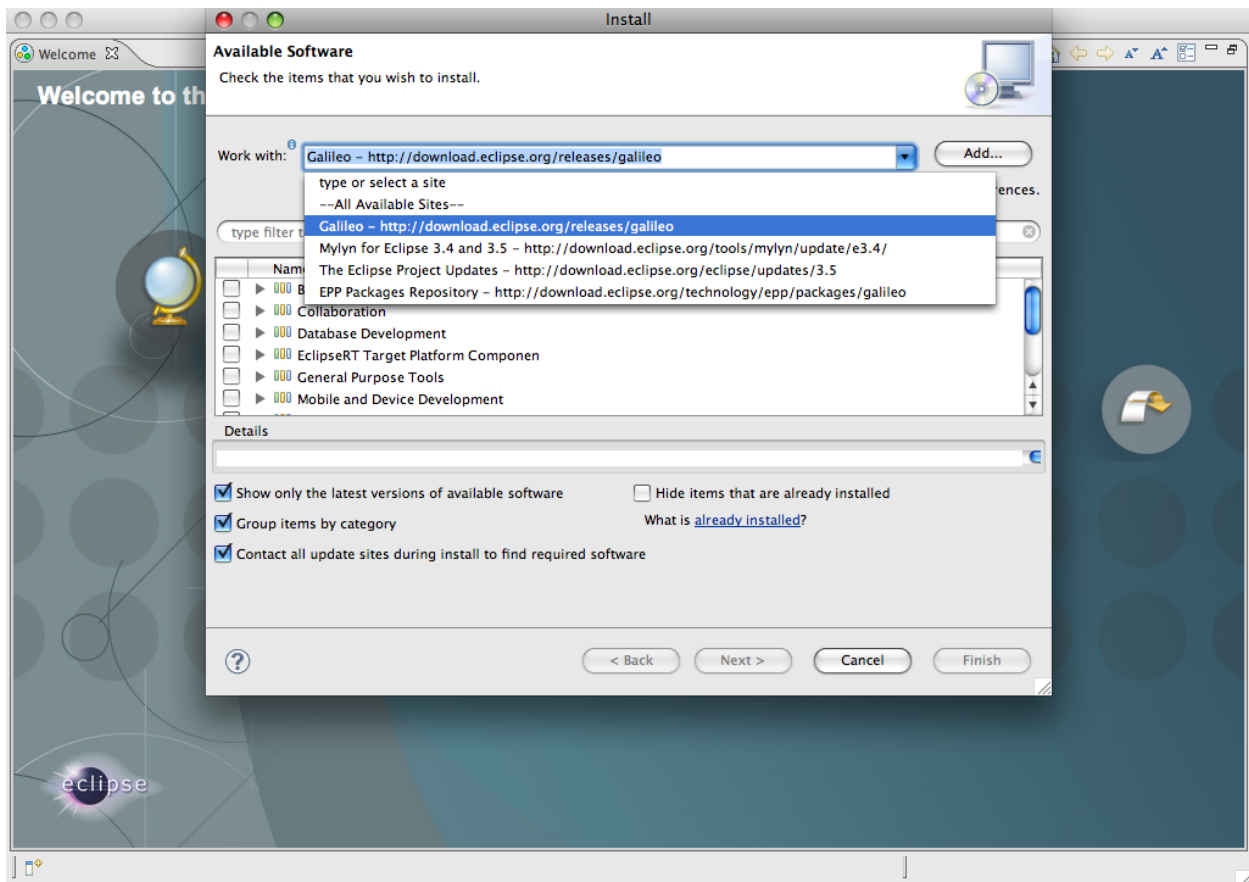 Install
Welcome
Welcome to th
Available Software
Check the items that you wish to install.
Work with:
Galileo – http://download.eclipse.org/releases/galileo
Add...
type or select a site
--All Available Sites--
Galileo – http://download.eclipse.org/releases/galileo
Mylyn for Eclipse 3.4 and 3.5 – http://download.eclipse.org/tools/mylyn/update/e3.4/
The Eclipse Project Updates – http://download.eclipse.org/eclipse/updates/3.5
EPP Packages Repository – http://download.eclipse.org/technology/epp/packages/galileo
rences.
type filter t
Nam
B
Collaboration
Database Development
EclipseRT Target Platform Componen
General Purpose Tools
Mobile and Device Development
Details
Show only the latest versions of available software
Hide items that are already installed
Group items by category
What is already installed?
Contact all update sites during install to find required software
? < Back Next > Cancel Finish
eclipse